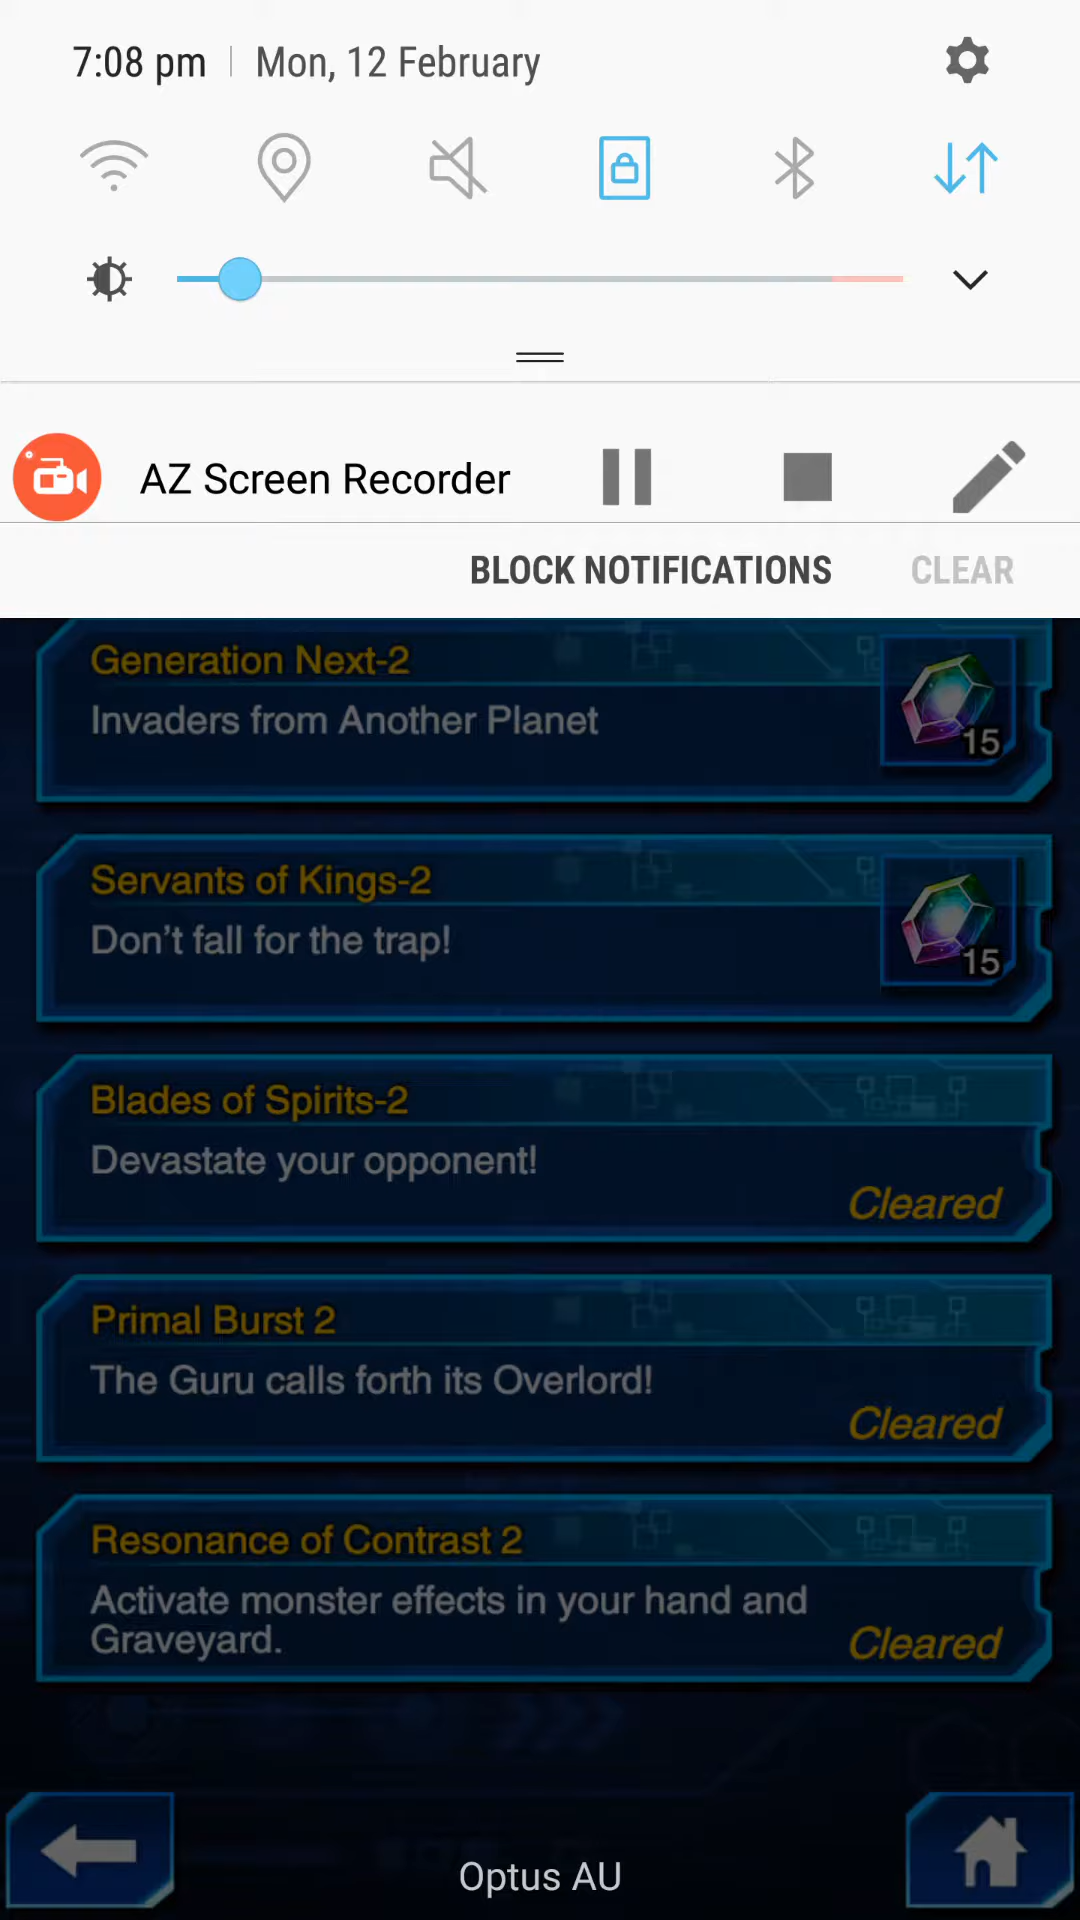 7:08 pm | Mon, 12 February
AZ Screen Recorder
BLOCK NOTIFICATIONS CLEAR
Generation Next-2
Invaders from Another Planet
15
Servants of Kings-2
Don't fall for the trap!
15
Blades of Spirits-2
Devastate your opponent!
Cleared
Primal Burst 2
The Guru calls forth its Overlord!
Cleared
Resonance of Contrast 2
Activate monster effects in your hand and
Graveyard.
Cleared
Optus AU